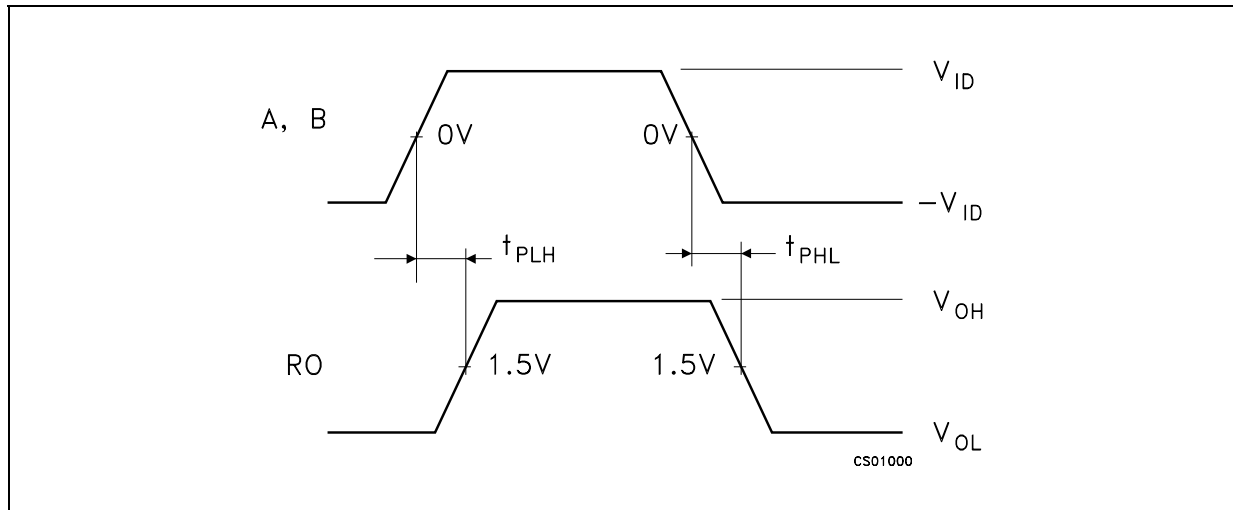 V_ID
A, B
0V 0V
-V_ID
t_PLH t_PHL
V_OH
RO 1.5V 1.5V
V_OL
CS01000